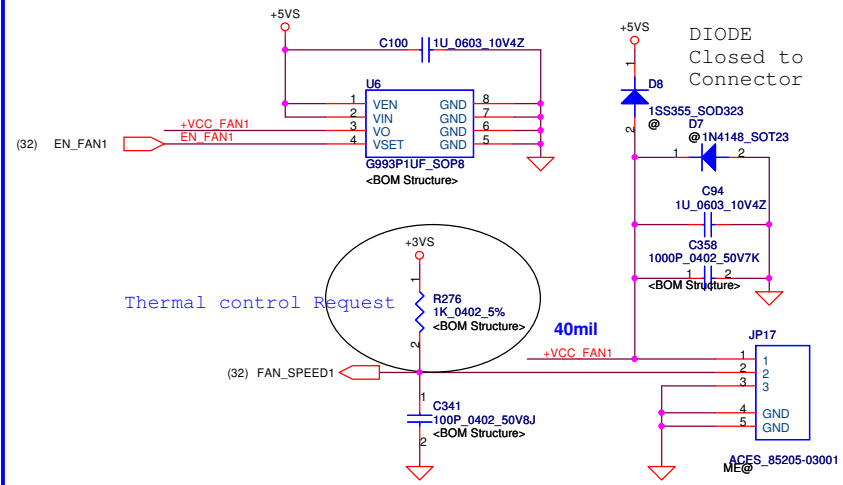 +5VS
C100
1U_0603_10V4Z
U6
1
VEN
GND
8
2
VIN
GND
7
+VCC_FAN1
3
VO
GND
6
(32)
EN_FAN1
EN_FAN1
4
VSET
GND
5
G993P1UF_SOP8
<BOM Structure>
+5VS
DIODE
Closed to
Connector
1
D8
1SS355_SOD323
@
2
D7
@
1N4148_SOT23
1
2
C94
1U_0603_10V4Z
C358
1000P_0402_50V7K
1
2
<BOM Structure>
+3VS
1
Thermal control Request
R276
1K_0402_5%
<BOM Structure>
2
40mil
+VCC_FAN1
(32)
FAN_SPEED1
1
C341
100P_0402_50V8J
<BOM Structure>
2
JP17
1
1
2
2
3
3
4
GND
5
GND
ACES_85205-03001
ME@